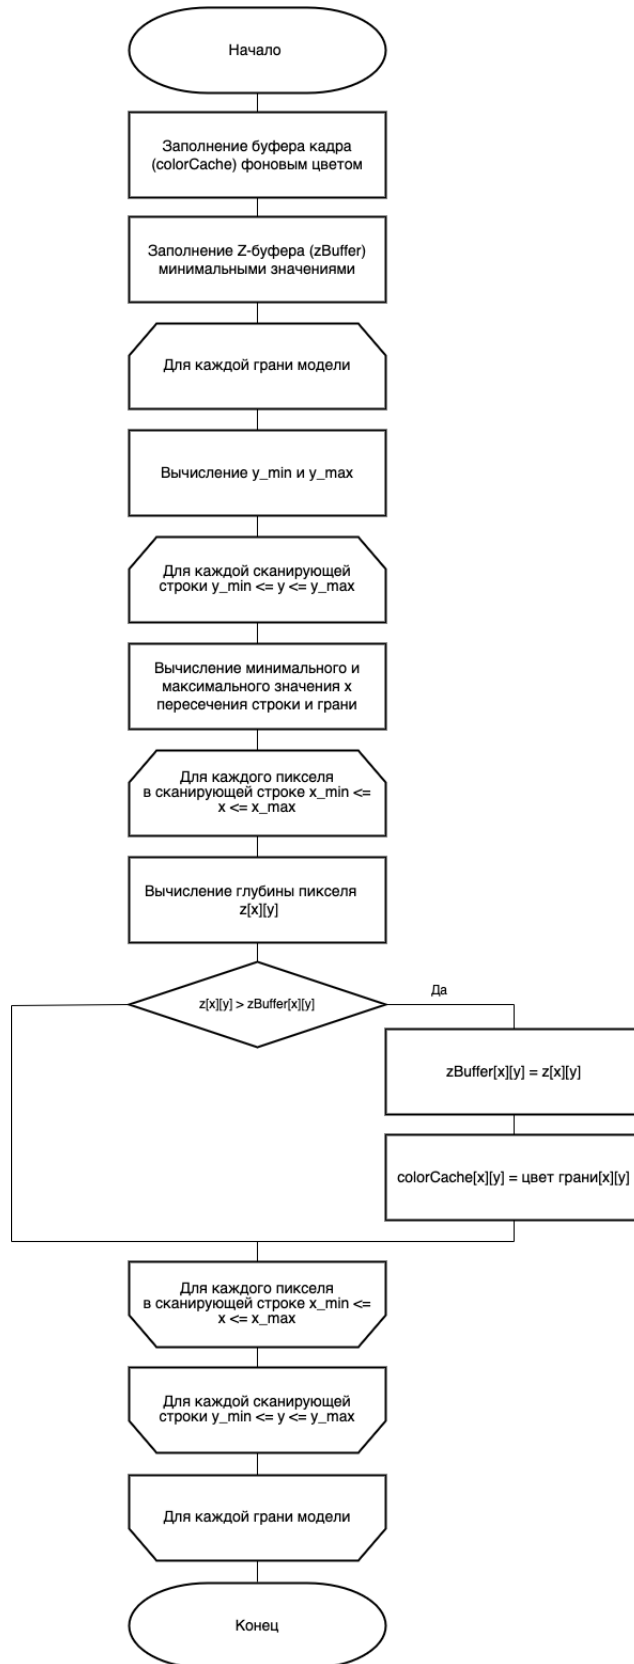 Начало
Заполнение буфера кадра
(colorCache) фоновым цветом
Заполнение Z-буфера (zBuffer)
минимальными значениями
Для каждой грани модели
Вычисление y_min и y_max
Для каждой сканирующей
строки y_min <= y <= y_max
Вычисление минимального и
максимального значения x
пересечения строки и грани
Для каждого пикселя
в сканирующей строке x_min <=
x <= x_max
Вычисление глубины пикселя
z[x][y]
z[x][y] > zBuffer[x][y]
Да
zBuffer[x][y] = z[x][y]
colorCache[x][y] = цвет грани[x][y]
Для каждого пикселя
в сканирующей строке x_min <=
x <= x_max
Для каждой сканирующей
строки y_min <= y <= y_max
Для каждой грани модели
Конец